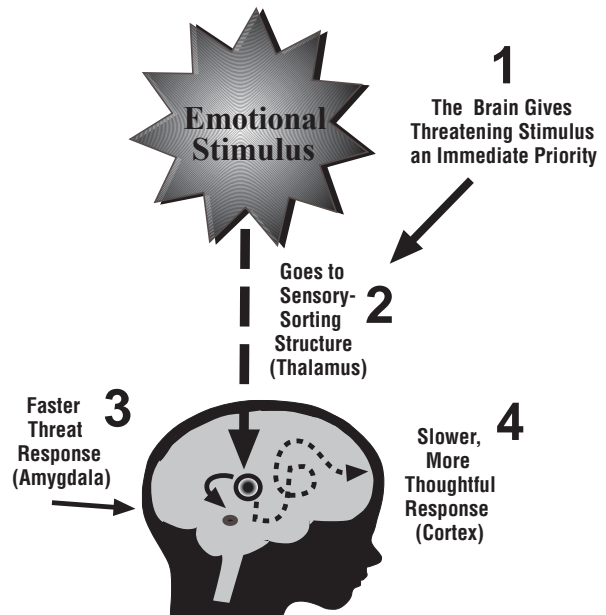 Emotional
Stimulus
1
The Brain Gives
Threatening Stimulus
an Immediate Priority
2
Goes to
Sensory-
Sorting
Structure
(Thalamus)
3
Faster
Threat
Response
(Amygdala)
4
Slower,
More
Thoughtful
Response
(Cortex)